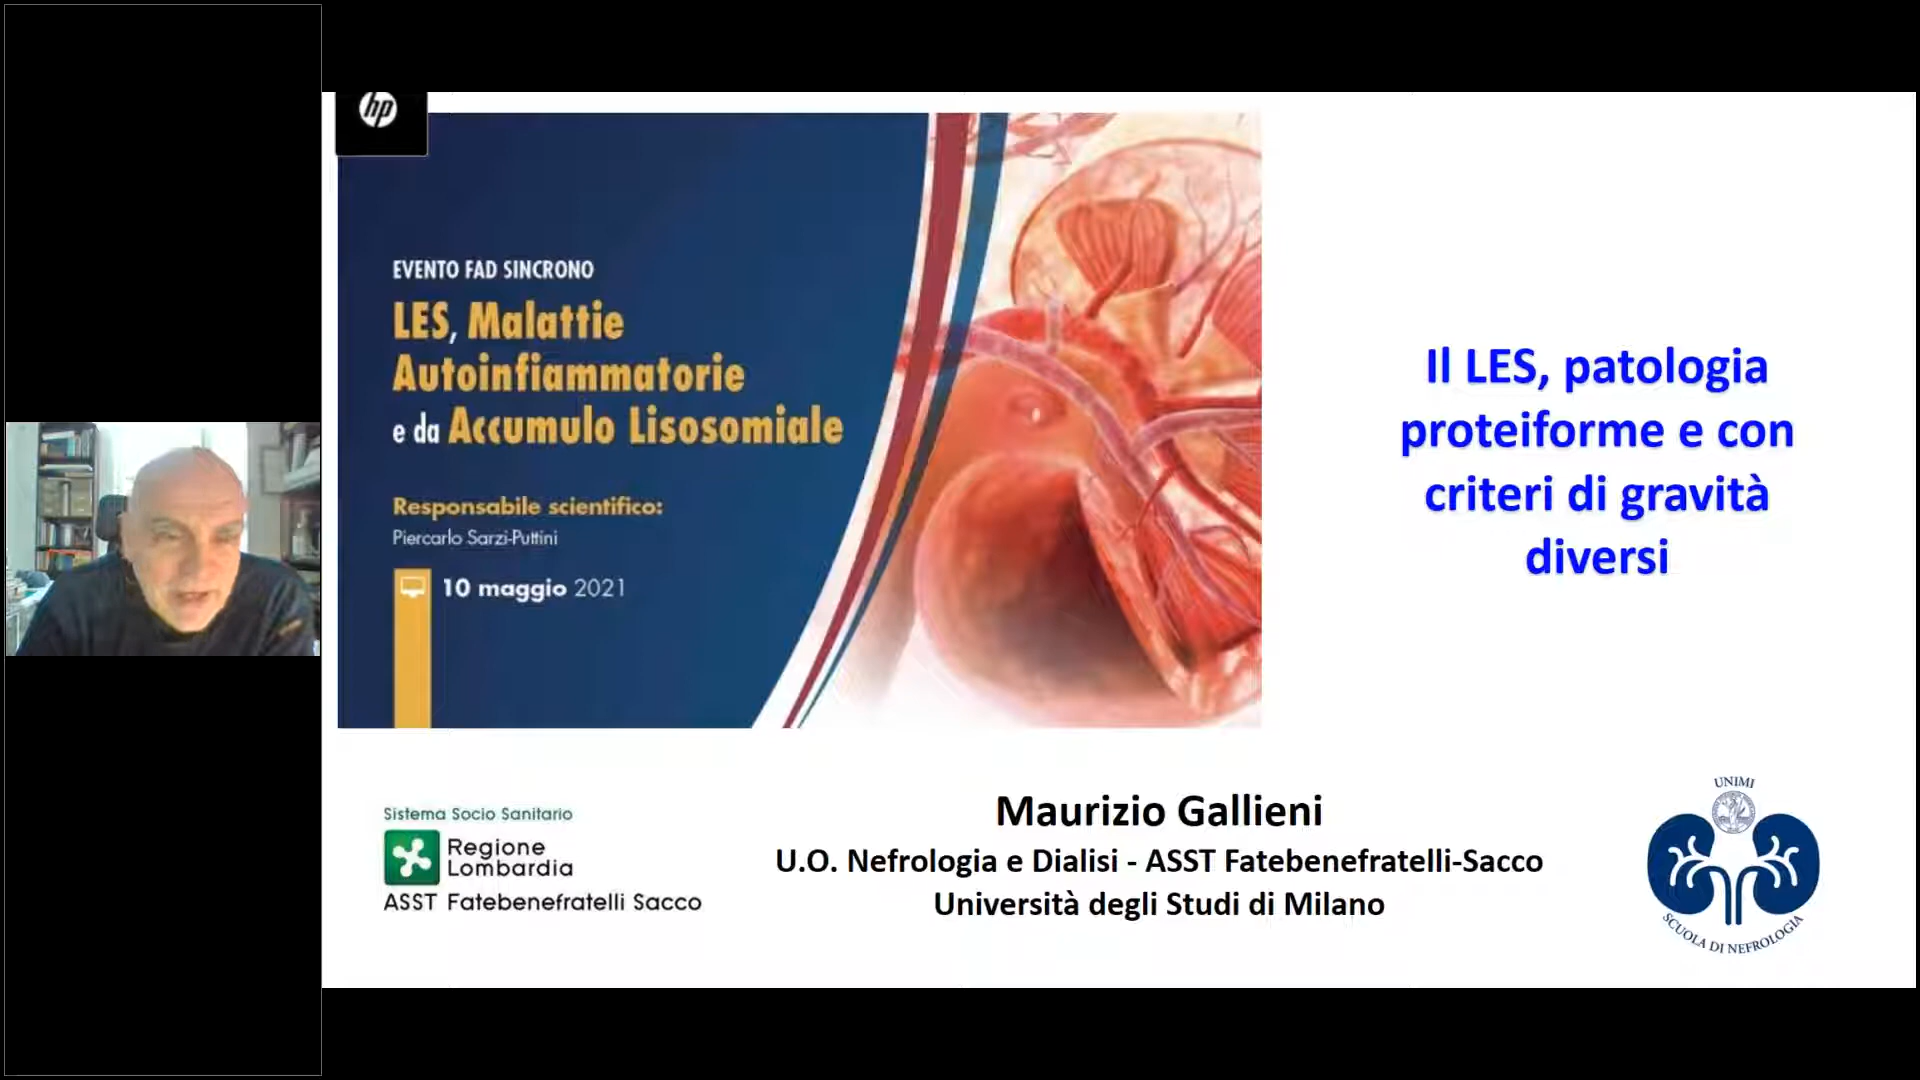 hp
EVENTO FAD SINCRONO
LES, Malattie
Autoinfiammatorie
e da Accumulo Lisosomiale
Responsabile scientifico:
Piercarlo Sarzi-Puttini
10 maggio 2021
Il LES, patologia
proteiforme e con
criteri di gravità
diversi
Sistema Socio Sanitario
Regione
Lombardia
ASST Fatebenefratelli Sacco
Maurizio Gallieni
U.O. Nefrologia e Dialisi - ASST Fatebenefratelli-Sacco
Università degli Studi di Milano
UNIMI
SCUOLA DI NEFROLOGIA